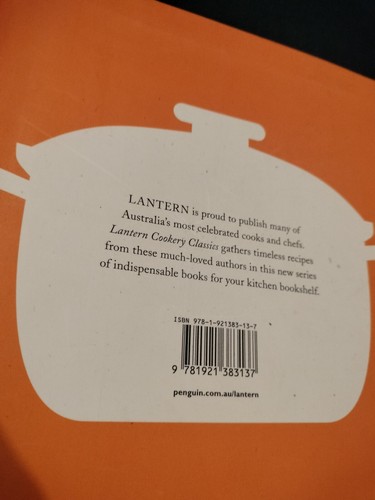 LANTERN is proud to publish many of
Australia's most celebrated cooks and chefs.
Lantern Cookery Classics gathers timeless recipes
from these much-loved authors in this new series
of indispensable books for your kitchen bookshelf.
ISBN 978-1-921383-13-7
9 781921 383137
penguin.com.au/lantern